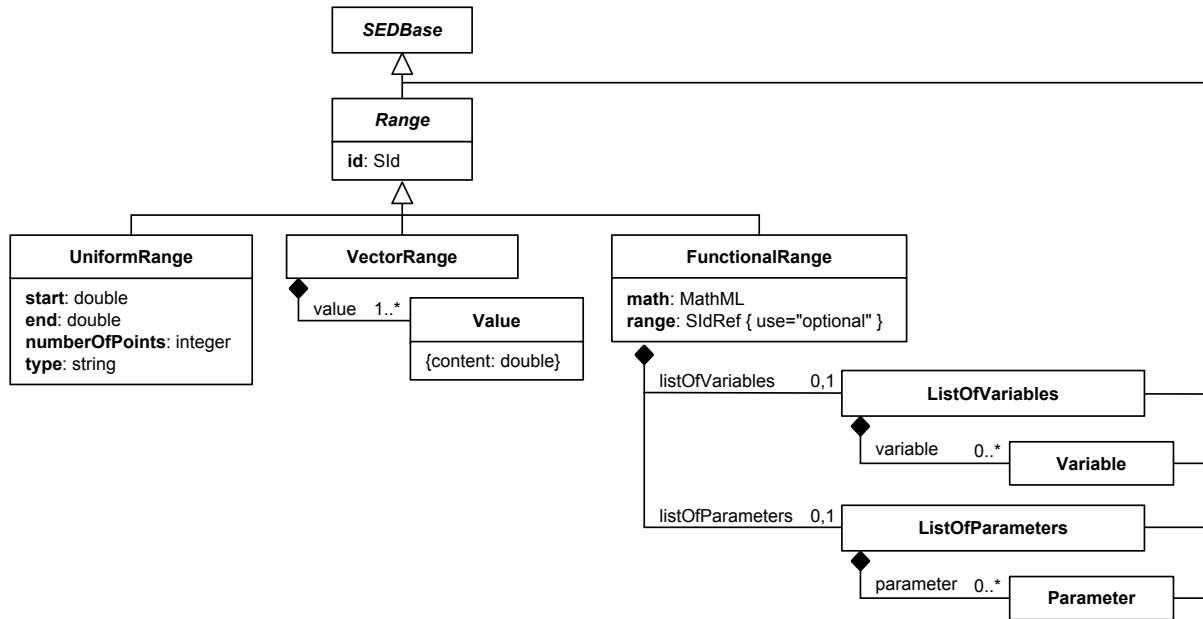 SEDBase
Range
id: SId
UniformRange
start: double
end: double
numberOfPoints: integer
type: string
VectorRange
value 1..*
Value
{content: double}
FunctionalRange
math: MathML
range: SIdRef { use="optional" }
listOfVariables 0,1
ListOfVariables
variable 0..*
Variable
listOfParameters 0,1
ListOfParameters
parameter 0..*
Parameter